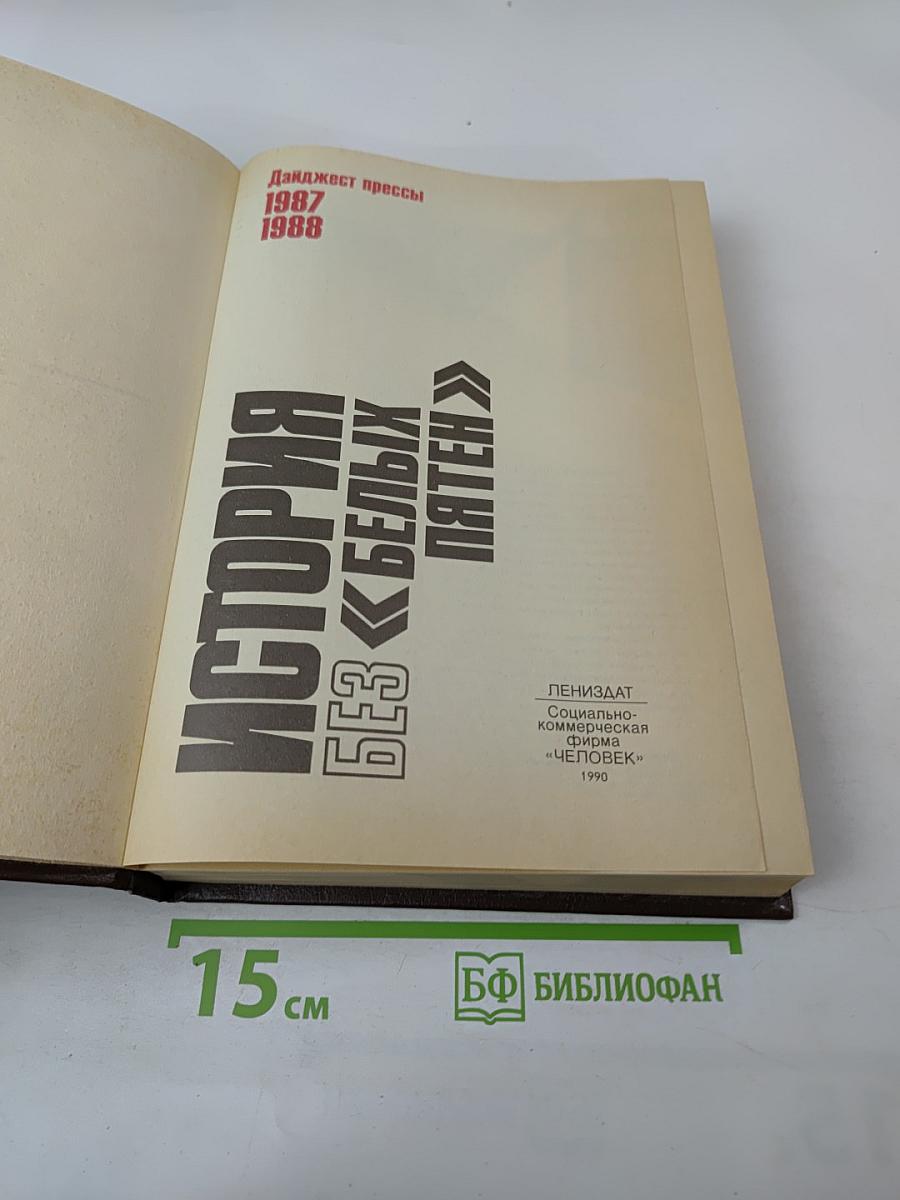 Дайджест прессы
1987
1988
ИСТОРИЯ
БЕЗ «БЕЛЫХ
ПЯТЕН»
ЛЕНИЗДАТ
Социально-
коммерческая
фирма
«ЧЕЛОВЕК»
1990
15 см
БФ БИБЛИОФАН